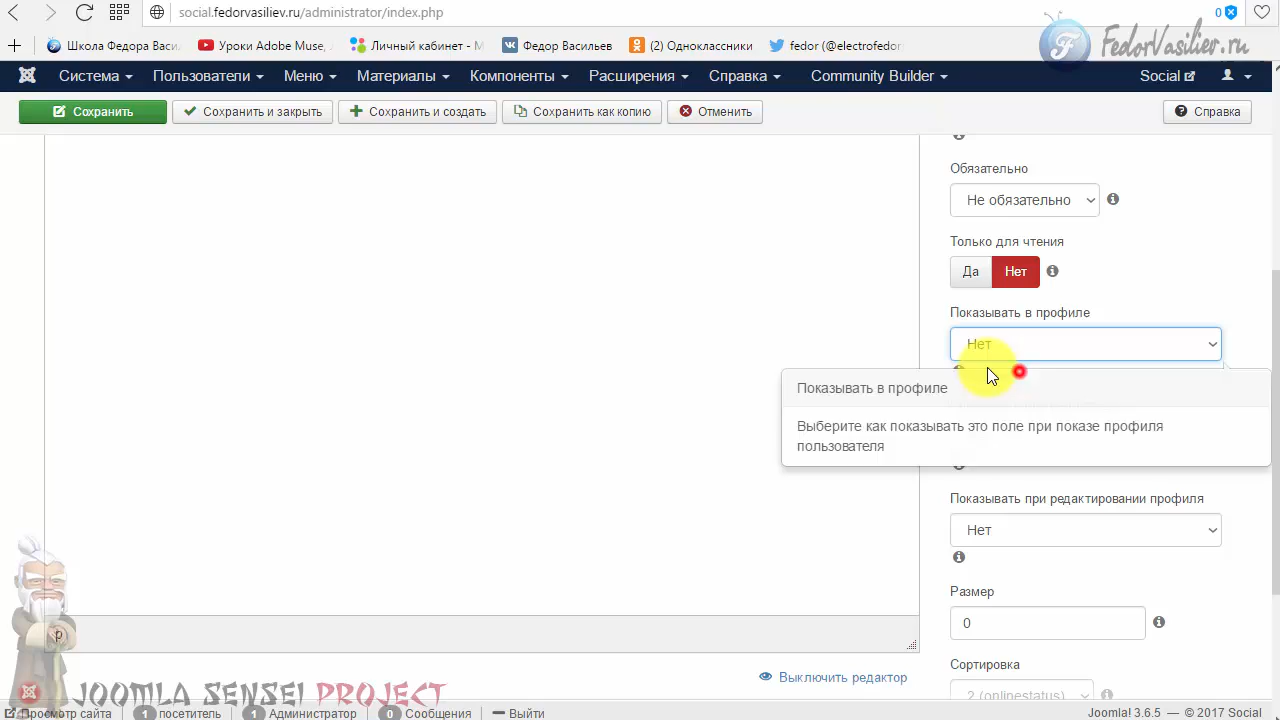 social.fedorvasiliev.ru/administrator/index.php
0
Школа Федора Васи.
Уроки Adobe Muse,
Личный кабинет - М
Федор Васильев
(2) Одноклассники
fedor (@electrofedor
FedorVasiliev.ru
Система
Пользователи
Меню
Материалы
Компоненты
Расширения
Справка
Community Builder
Social
Сохранить
Сохранить и закрыть
Сохранить и создать
Сохранить как копию
Отменить
Справка
Обязательно
Не обязательно
Только для чтения
Да
Нет
Показывать в профиле
Нет
Показывать в профиле
Выберите как показывать это поле при показе профиля
пользователя
Показывать при редактировании профиля
Нет
Размер
0
Сортировка
2 (onlinestatus)
p
Выключить редактор
JOOMLA SENSEI PROJECT
Просмотр сайта
1 посетитель
1 Администратор
0 Сообщения
Выйти
Joomla! 3.6.5 — © 2017 Social